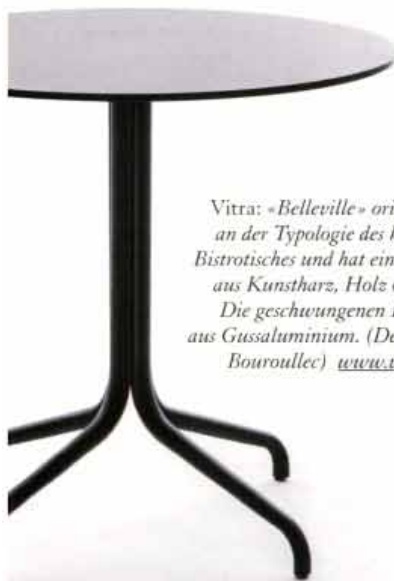 Vitra: «Belleville» ori
an der Typologie des
Bistrotisches und hat ein
aus Kunstharz, Holz
Die geschwungenen
aus Gussaluminium. (De
Bouroullec) www.